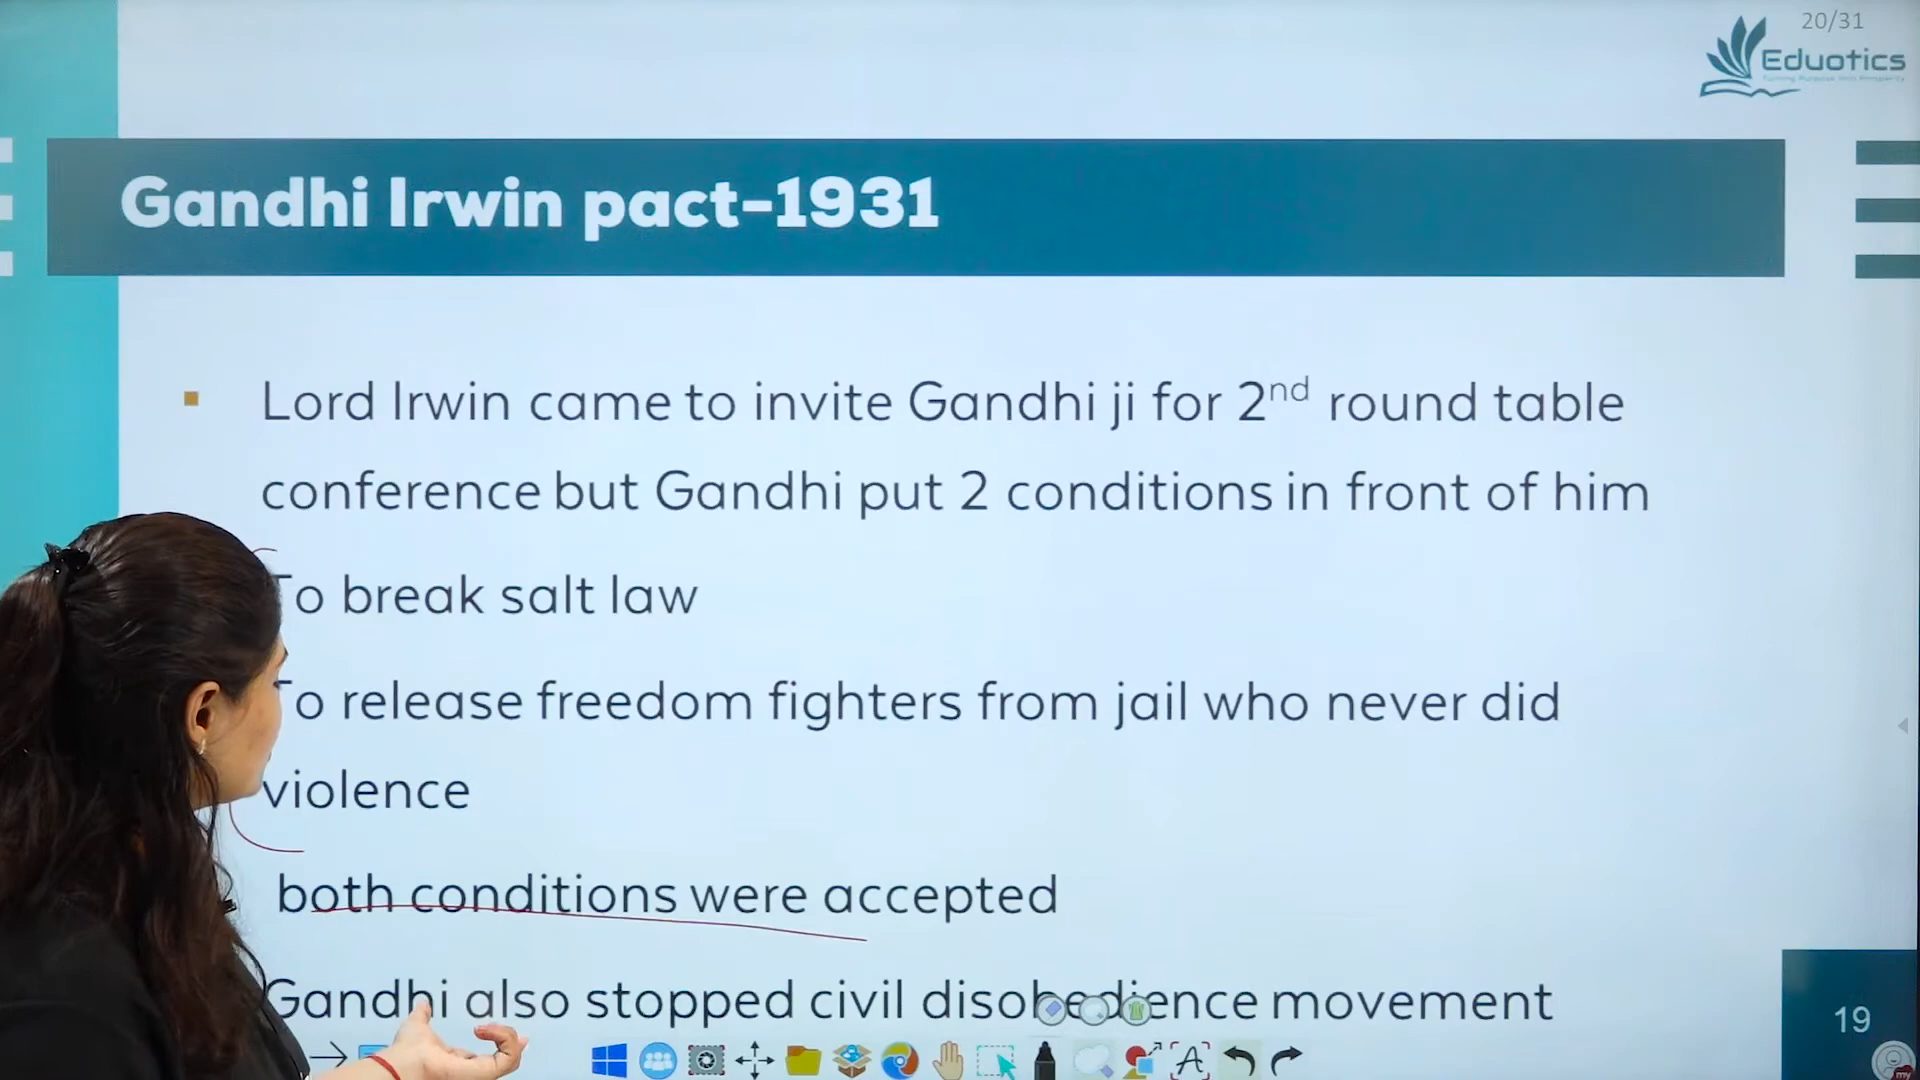 20/31
Eduotics
Gandhi Irwin pact-1931
Lord Irwin came to invite Gandhi ji for 2nd round table
conference but Gandhi put 2 conditions in front of him
To break salt law
To release freedom fighters from jail who never did
violence
both conditions were accepted
Gandhi also stopped civil disobedience movement
19
my